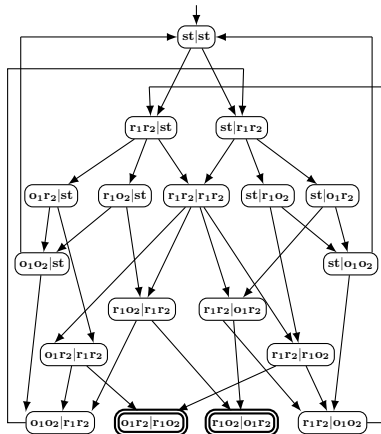 st|st
r₁r₂|st st|r₁r₂
o₁r₂|st r₁o₂|st r₁r₂|r₁r₂ st|r₁o₂ st|o₁r₂
o₁o₂|st st|o₁o₂
r₁o₂|r₁r₂ r₁r₂|o₁r₂
o₁r₂|r₁r₂ r₁r₂|r₁o₂
o₁o₂|r₁r₂ o₁r₂|r₁o₂ r₁o₂|o₁r₂ r₁r₂|o₁o₂